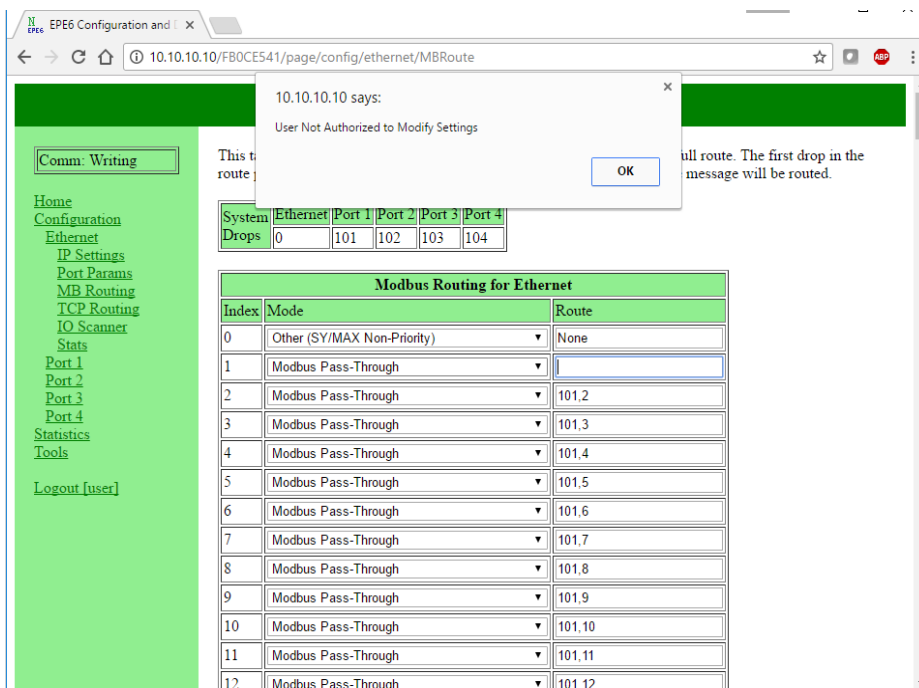 N
EPE6
EPE6 Configuration and D
10.10.10.10/FB0CE541/page/config/ethernet/MBRoute
ABP
10.10.10.10 says:
User Not Authorized to Modify Settings
OK
Comm: Writing
Home
Configuration
Ethernet
IP Settings
Port Params
MB Routing
TCP Routing
IO Scanner
Stats
Port 1
Port 2
Port 3
Port 4
Statistics
Tools
Logout [user]
This
full route. The first drop in the
route
message will be routed.
System Drops Ethernet Port 1 Port 2 Port 3 Port 4
0 101 102 103 104
Modbus Routing for Ethernet
Index Mode Route
0 Other (SY/MAX Non-Priority) None
1 Modbus Pass-Through
2 Modbus Pass-Through 101,2
3 Modbus Pass-Through 101,3
4 Modbus Pass-Through 101,4
5 Modbus Pass-Through 101,5
6 Modbus Pass-Through 101,6
7 Modbus Pass-Through 101,7
8 Modbus Pass-Through 101,8
9 Modbus Pass-Through 101,9
10 Modbus Pass-Through 101,10
11 Modbus Pass-Through 101,11
12 Modbus Pass-Through 101,12